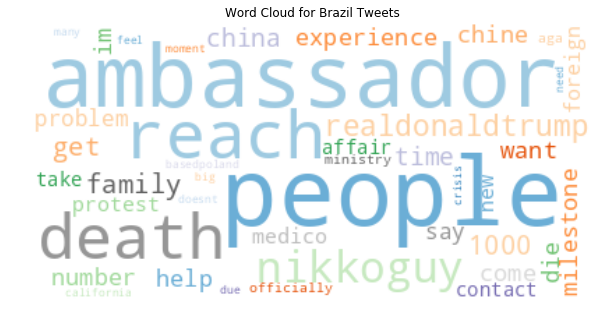 Word Cloud for Brazil Tweets
many feel im moment china experience chine aga need foreign
ambassador
problem reach realdonaldtrump
get affair time want
basedpoland ministry
take family big doesnt people crisis new milestone
protest
death medico say 1000 die
number help nikkoguy come
california due officially contact